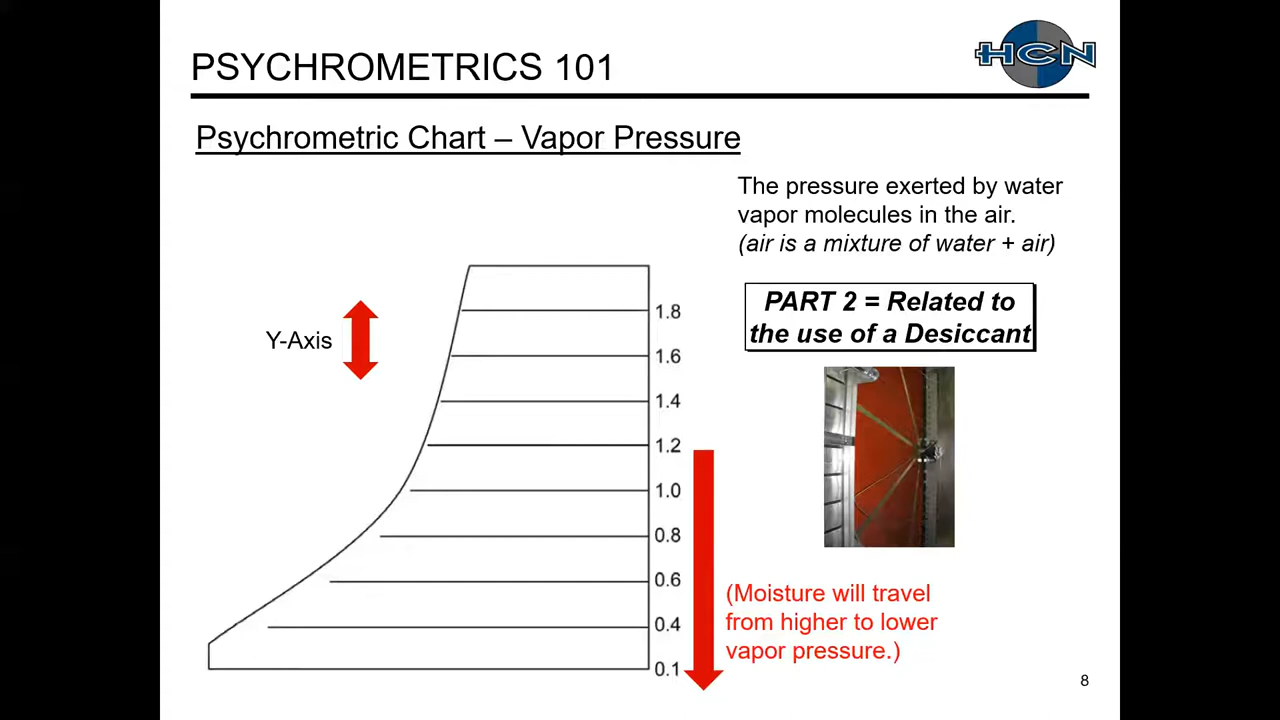 PSYCHROMETRICS 101
HCN
Psychrometric Chart – Vapor Pressure
The pressure exerted by water
vapor molecules in the air.
(air is a mixture of water + air)
PART 2 = Related to
the use of a Desiccant
Y-Axis
1.8
1.6
1.4
1.2
1.0
0.8
0.6
0.4
0.1
(Moisture will travel
from higher to lower
vapor pressure.)
8